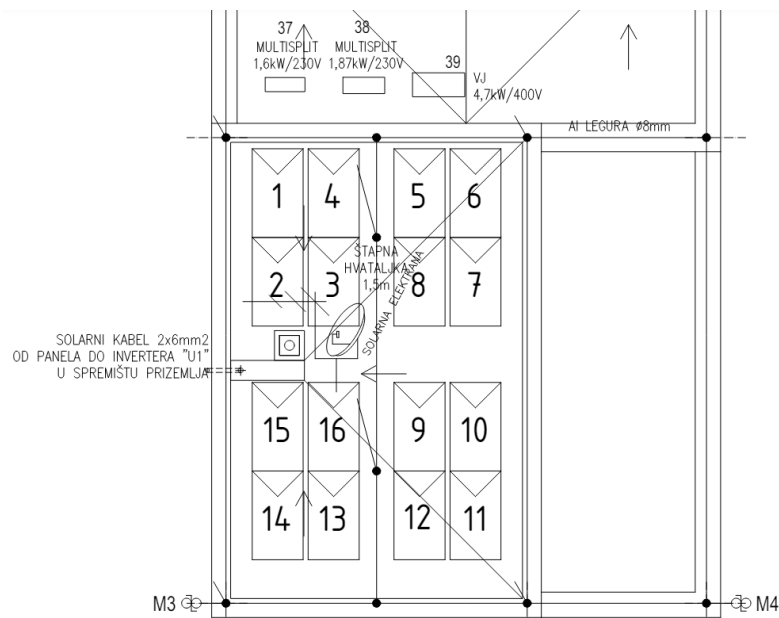 37
MULTISPLIT
1,6kW/230V
38
MULTISPLIT
1,87kW/230V
39
VJ
4,7kW/400V
Al LEGURA Ø8mm
1
4
5
6
2
3
8
7
ŠTAPNA
HVATALJKA
1,5m
SOLARNA ELEKTRANA
SOLARNI KABEL 2x6mm2
OD PANELA DO INVERTERA "U1"
U SPREMIŠTU PRIZEMLJA
15
16
9
10
14
13
12
11
M3
M4